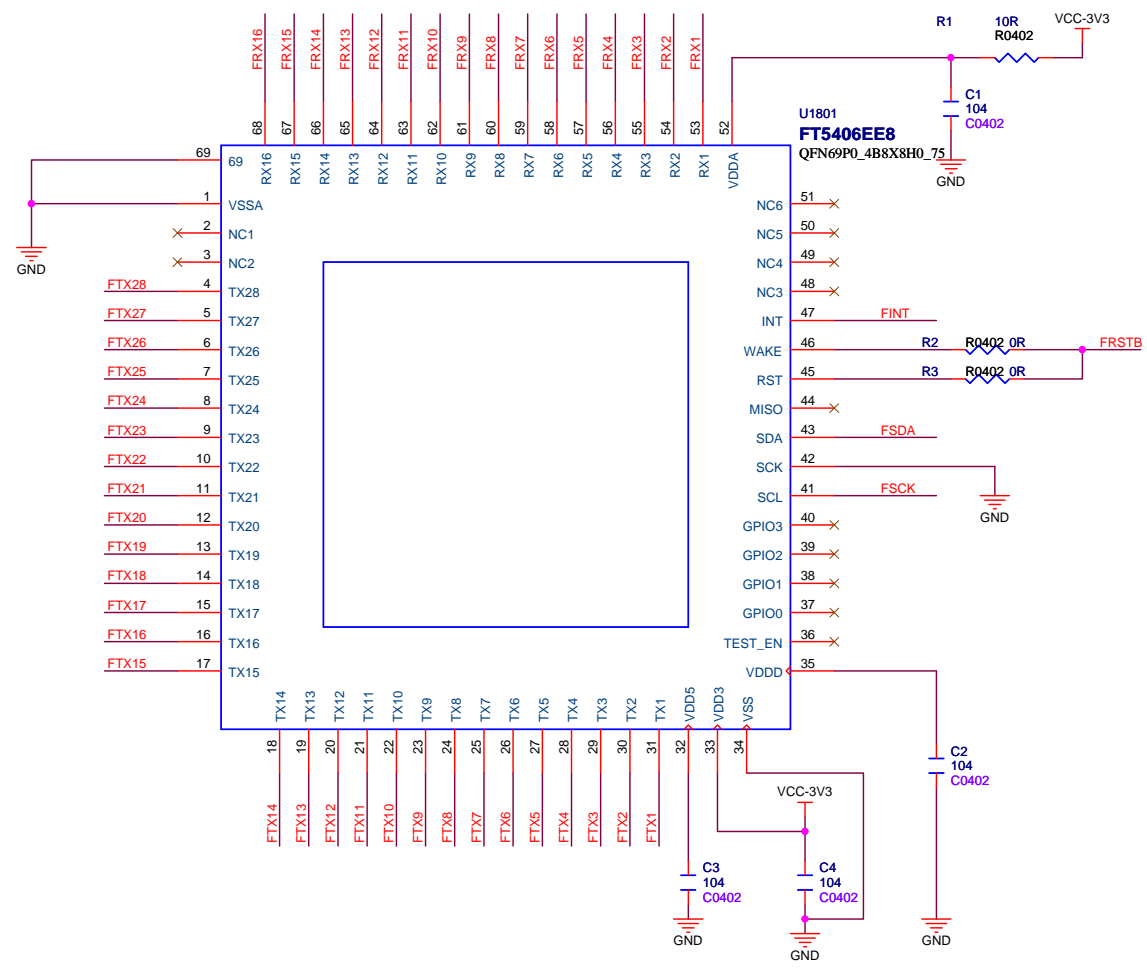 FRX16 FRX15 FRX14 FRX13 FRX12 FRX11 FRX10 FRX9 FRX8 FRX7 FRX6 FRX5 FRX4 FRX3 FRX2 FRX1
68 67 66 65 64 63 62 61 60 59 58 57 56 55 54 53 52
RX16 RX15 RX14 RX13 RX12 RX11 RX10 RX9 RX8 RX7 RX6 RX5 RX4 RX3 RX2 RX1 VDDA
R1 10R VCC-3V3
R0402
C1
104
C0402
GND
U1801
FT5406EE8
QFN69P0_4B8X8H0_75
69 69
1 VSSA
2 NC1
3 NC2
GND
FTX28 4 TX28
FTX27 5 TX27
FTX26 6 TX26
FTX25 7 TX25
FTX24 8 TX24
FTX23 9 TX23
FTX22 10 TX22
FTX21 11 TX21
FTX20 12 TX20
FTX19 13 TX19
FTX18 14 TX18
FTX17 15 TX17
FTX16 16 TX16
FTX15 17 TX15
NC6 51
NC5 50
NC4 49
NC3 48
INT 47 FINT
WAKE 46 R2 R0402 0R FRSTB
RST 45 R3 R0402 0R
MISO 44
SDA 43 FSDA
SCK 42
SCL 41 FSCK
GND
GPIO3 40
GPIO2 39
GPIO1 38
GPIO0 37
TEST_EN 36
VDDD 35
TX14 TX13 TX12 TX11 TX10 TX9 TX8 TX7 TX6 TX5 TX4 TX3 TX2 TX1 VDD5 VDD3 VSS
18 19 20 21 22 23 24 25 26 27 28 29 30 31 32 33 34
FTX14 FTX13 FTX12 FTX11 FTX10 FTX9 FTX8 FTX7 FTX6 FTX5 FTX4 FTX3 FTX2 FTX1
C2
104
C0402
GND
VCC-3V3
C3
104
C0402
GND
C4
104
C0402
GND